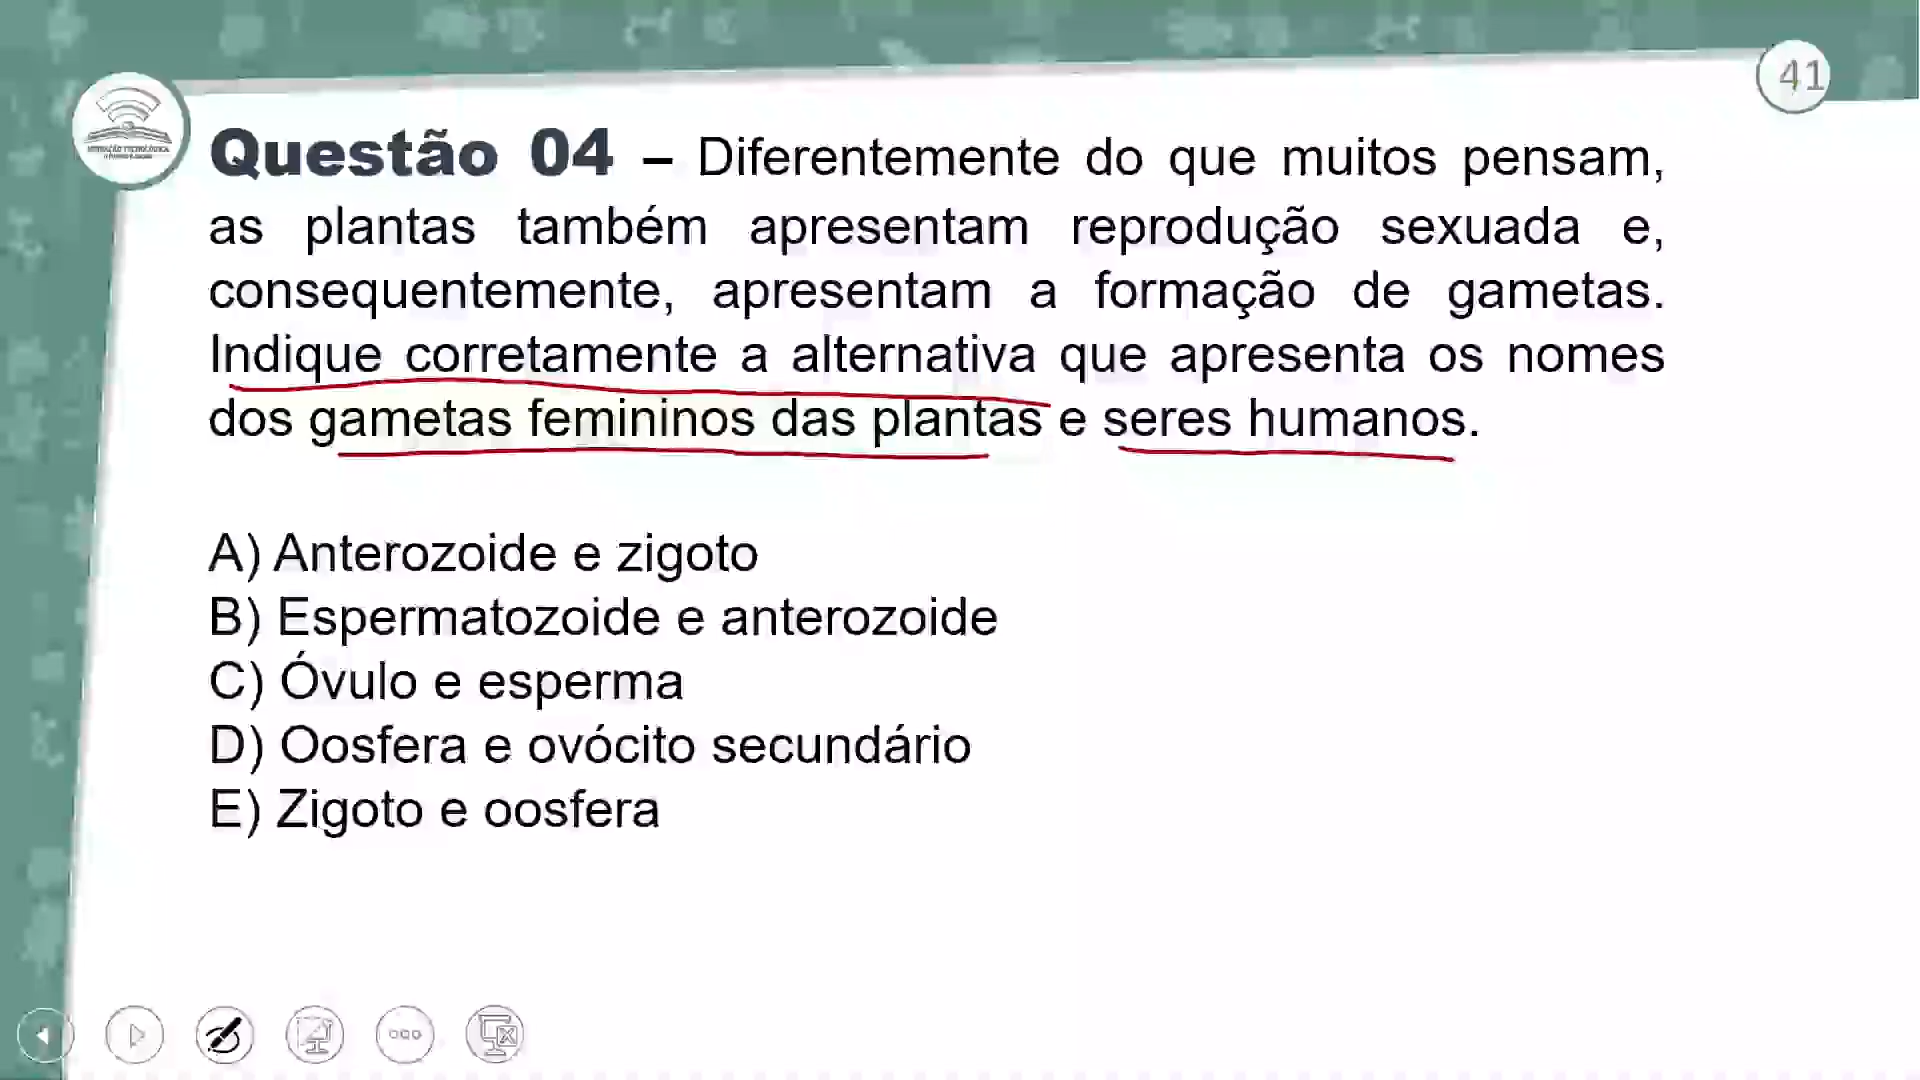 41
Questão 04 – Diferentemente do que muitos pensam,
as plantas também apresentam reprodução sexuada e,
consequentemente, apresentam a formação de gametas.
Indique corretamente a alternativa que apresenta os nomes
dos gametas femininos das plantas e seres humanos.
A) Anterozoide e zigoto
B) Espermatozoide e anterozoide
C) Óvulo e esperma
D) Oosfera e ovócito secundário
E) Zigoto e oosfera